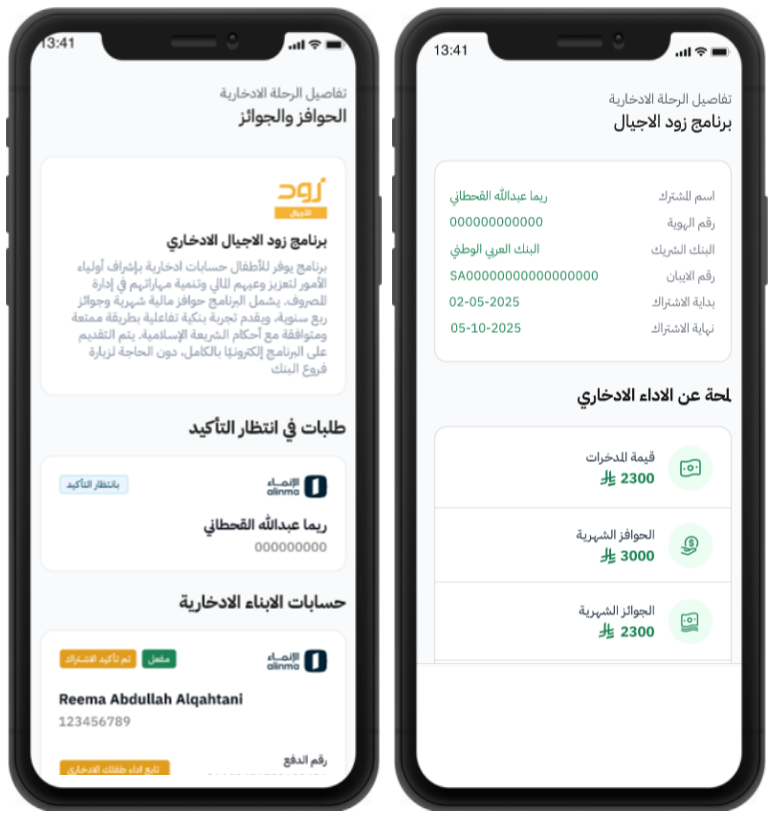 13:41
تفاصيل الرحلة الادخارية
الحوافز والجوائز
زود
الأجيال
برنامج زود الاجيال الادخاري
برنامج يوفر للأطفال حسابات ادخارية بإشراف أولياء
الأمور لتعزيز وعيهم المالي وتنمية مهاراتهم في إدارة
المصروف. يشمل البرنامج حوافز مالية شهرية وجوائز
ربع سنوية، ويقدم تجربة بنكية تفاعلية بطريقة ممتعة
ومتوافقة مع أحكام الشريعة الإسلامية. يتم التقديم
على البرنامج إلكترونيًا بالكامل، دون الحاجة لزيارة
فروع البنك
طلبات في انتظار التأكيد
الإنماء
alinma
بانتظار التأكيد
ريما عبدالله القحطاني
000000000
حسابات الابناء الادخارية
الإنماء
alinma
مفعل
تم تأكيد الاشتراك
Reema Abdullah Alqahtani
123456789
رقم الدفع
تابع اداء طفلك الادخاري
13:41
تفاصيل الرحلة الادخارية
برنامج زود الاجيال
اسم المشترك ريما عبدالله القحطاني
رقم الهوية 000000000000
البنك الشريك البنك العربي الوطني
رقم الايبان SA00000000000000000
بداية الاشتراك 02-05-2025
نهاية الاشتراك 05-10-2025
لمحة عن الاداء الادخاري
قيمة المدخرات
2300
الحوافز الشهرية
3000
الجوائز الشهرية
2300